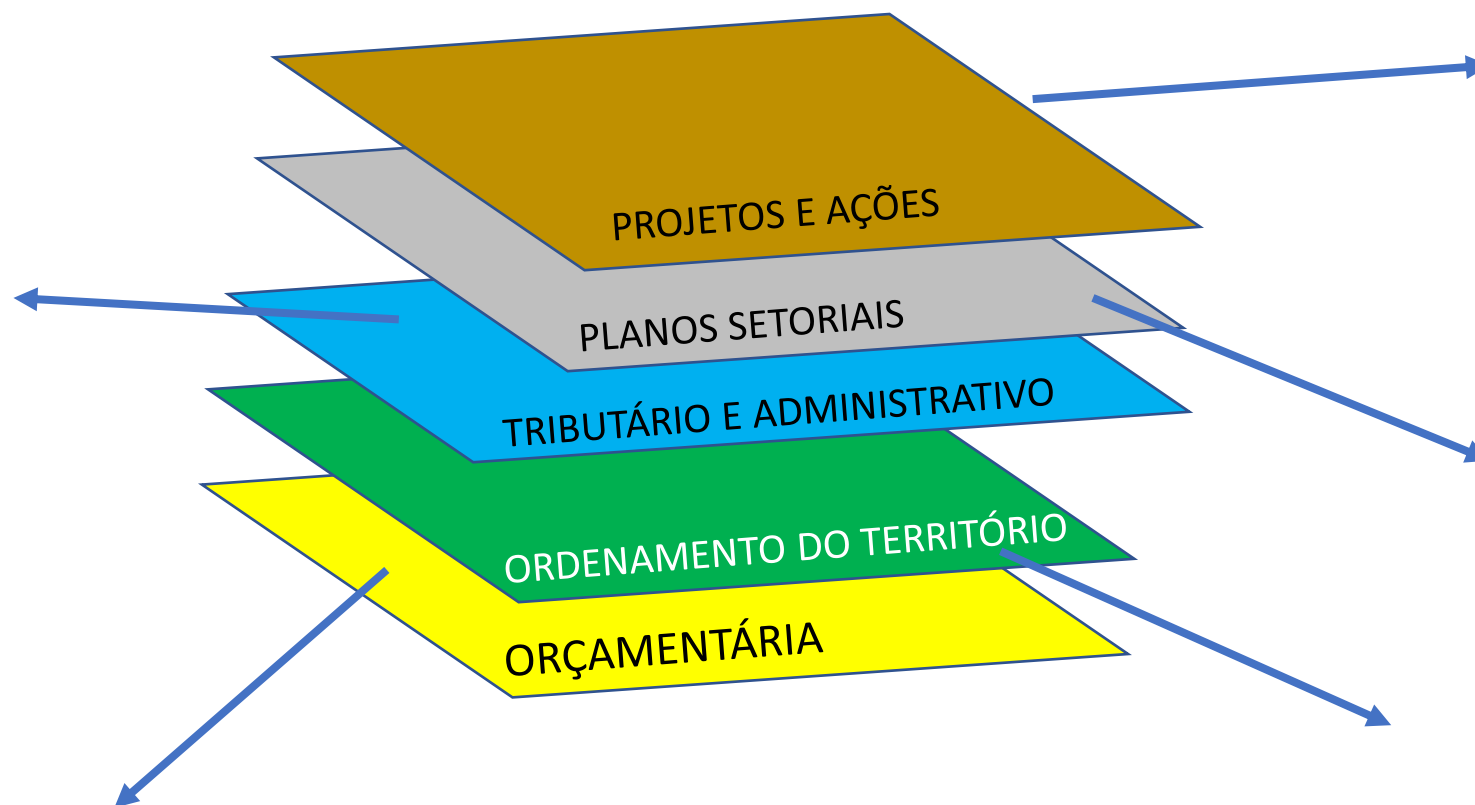 PROJETOS E AÇÕES
PLANOS SETORIAIS
TRIBUTÁRIO E ADMINISTRATIVO
ORDENAMENTO DO TERRITÓRIO
ORÇAMENTÁRIA